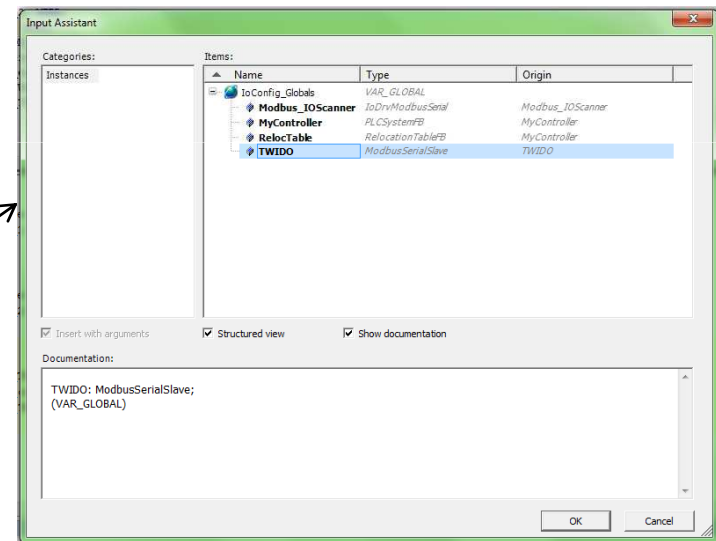 Input Assistant
Categories:
Items:
Instances
Name Type Origin
IoConfig_Globals VAR_GLOBAL
Modbus_IOScanner IoDrvModbusSerial Modbus_IOScanner
MyController PLCSystemFB MyController
RelocTable RelocationTableFB MyController
TWIDO ModbusSerialSlave TWIDO
Insert with arguments Structured view Show documentation
Documentation:
TWIDO: ModbusSerialSlave;
(VAR_GLOBAL)
OK Cancel